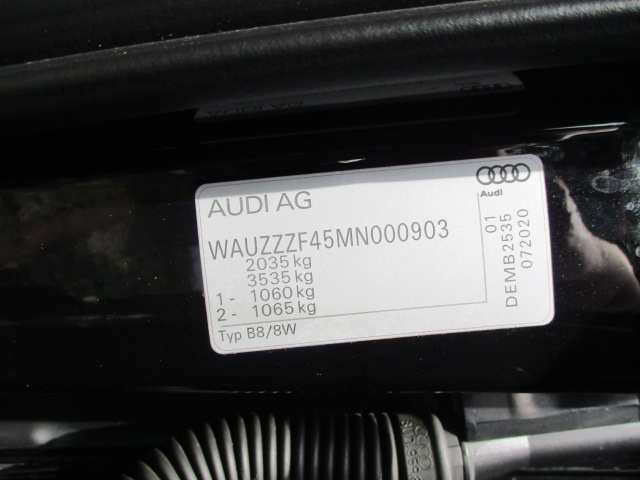 AUDI AG
Audi
WAUZZZF45MN000903
2035 kg
3535 kg
1 - 1060 kg
2 - 1065 kg
Typ B8/8W
DEMB2535 01
072020